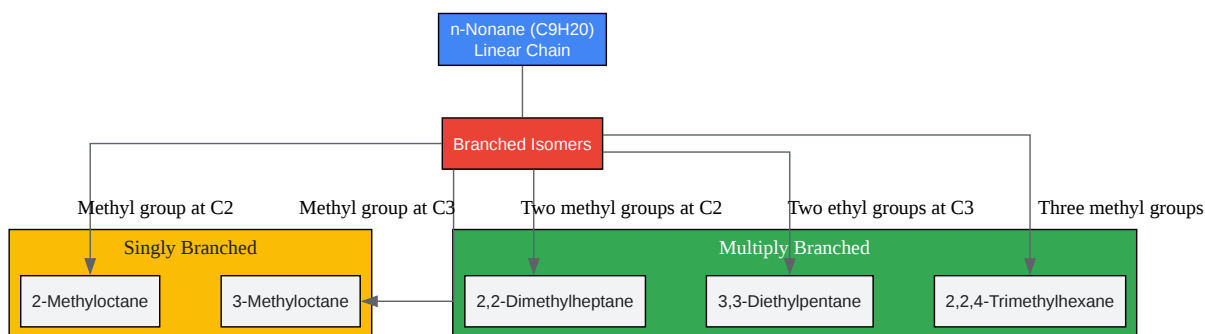 n-Nonane (C9H20)
Linear Chain
Branched Isomers
Methyl group at C2
Methyl group at C3
Two methyl groups at C2
Two ethyl groups at C3
Three methyl groups
Singly Branched
Multiply Branched
2-Methyloctane
3-Methyloctane
2,2-Dimethylheptane
3,3-Diethylpentane
2,2,4-Trimethylhexane